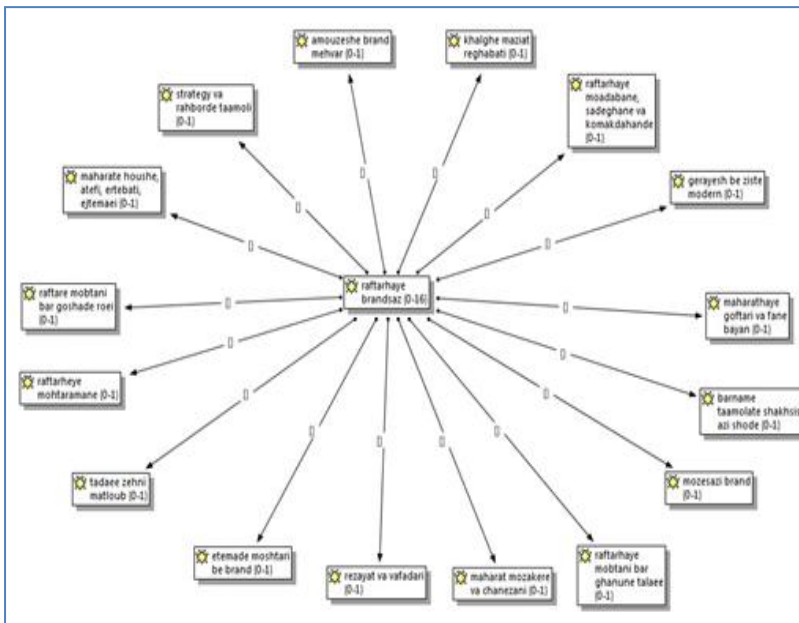 amouzeshe brand
mehvar (0-1)
khalghe maziat
reghabati (0-1)
strategy va
rahborde taamoli
(0-1)
raftarhaye
moadabane,
sadeghane va
komakdahande
(0-1)
maharate houshe,
atefi, ertebati,
ejtemaei (0-1)
gerayesh be ziste
modern (0-1)
raftare mobtani
bar goshade roei
(0-1)
raftarhaye
brandsaz (0-16)
maharathaye
goftari va fane
bayan (0-1)
raftarheye
mohtaramane (0-1)
barname
taamolate shakhsis
azi shode (0-1)
tadaee zehni
matloub (0-1)
mozesazi brand
(0-1)
etemade moshtari
be brand (0-1)
rezayat va vafadari
(0-1)
maharat mozakere
va chanezani (0-1)
raftarhaye
mobtani bar
ghanune talaee
(0-1)